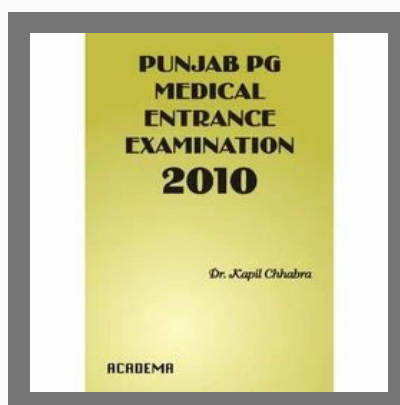 PUNJAB PG
MEDICAL
ENTRANCE
EXAMINATION
2010
Dr. Kapil Chhabra
ACADEMA